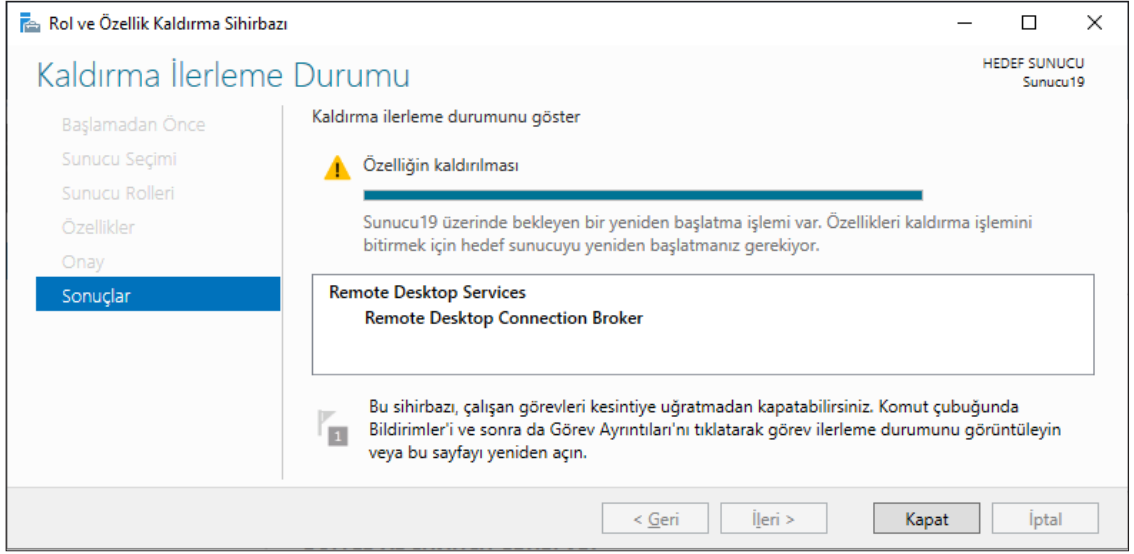 Rol ve Özellik Kaldırma Sihirbazı
Kaldırma İlerleme Durumu
HEDEF SUNUCU
Sunucu19
Başlamadan Önce
Sunucu Seçimi
Sunucu Rolleri
Özellikler
Onay
Sonuçlar
Kaldırma ilerleme durumunu göster
Özelliğin kaldırılması
Sunucu19 üzerinde bekleyen bir yeniden başlatma işlemi var. Özellikleri kaldırma işlemini
bitirmek için hedef sunucuyu yeniden başlatmanız gerekiyor.
Remote Desktop Services
Remote Desktop Connection Broker
1
Bu sihirbazı, çalışan görevleri kesintiye uğratmadan kapatabilirsiniz. Komut çubuğunda
Bildirimler'i ve sonra da Görev Ayrıntıları'nı tıklatarak görev ilerleme durumunu görüntüleyin
veya bu sayfayı yeniden açın.
< Geri
İleri >
Kapat
İptal